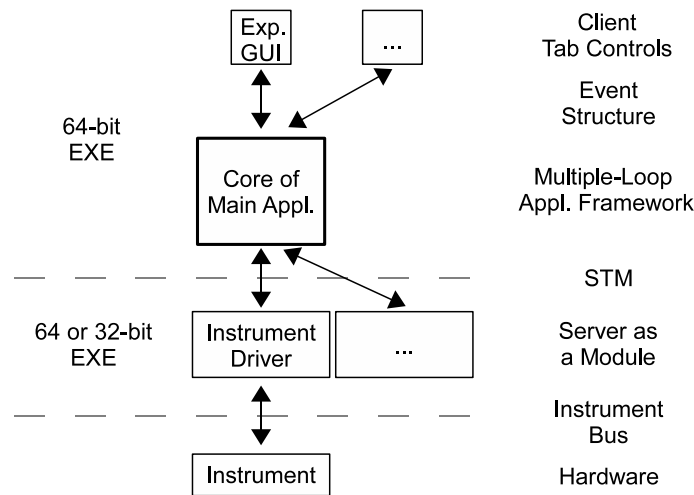 Exp.
GUI
...
Client
Tab Controls
Event
Structure
64-bit
EXE
Core of
Main Appl.
Multiple-Loop
Appl. Framework
STM
64 or 32-bit
EXE
Instrument
Driver
...
Server as
a Module
Instrument
Bus
Instrument
Hardware